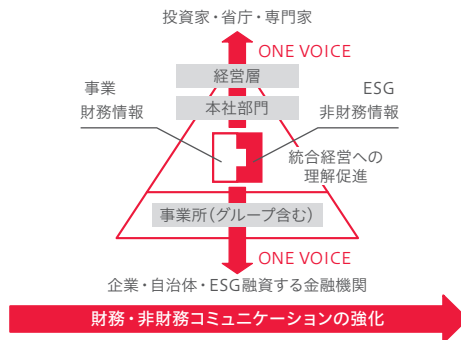 投資家・省庁・専門家
ONE VOICE
経営層
事業
財務情報
本社部門
ESG
非財務情報
統合経営への
理解促進
事業所（グループ含む）
ONE VOICE
企業・自治体・ESG融資する金融機関
財務・非財務コミュニケーションの強化